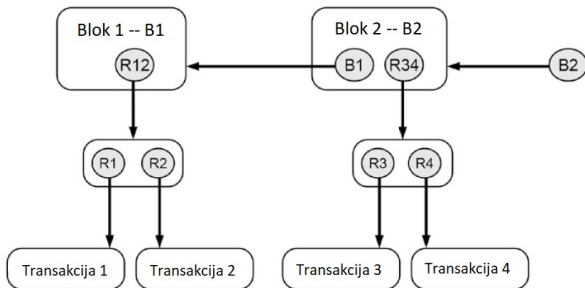 Blok 1 -- B1
Blok 2 -- B2
R12
B1
R34
B2
R1
R2
R3
R4
Transakcija 1
Transakcija 2
Transakcija 3
Transakcija 4